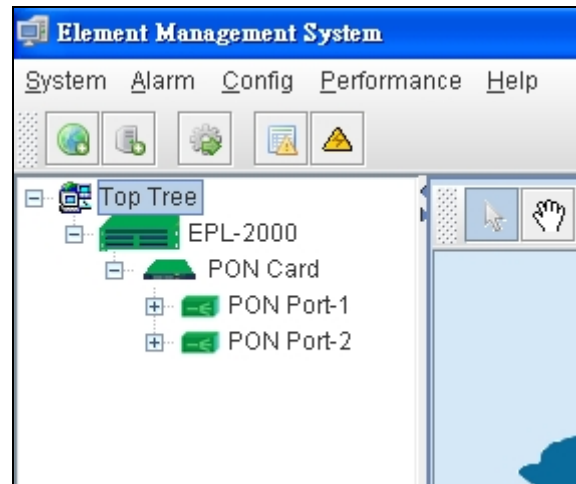 Element Management System
System Alarm Config Performance Help
Top Tree
EPL-2000
PON Card
PON Port-1
PON Port-2